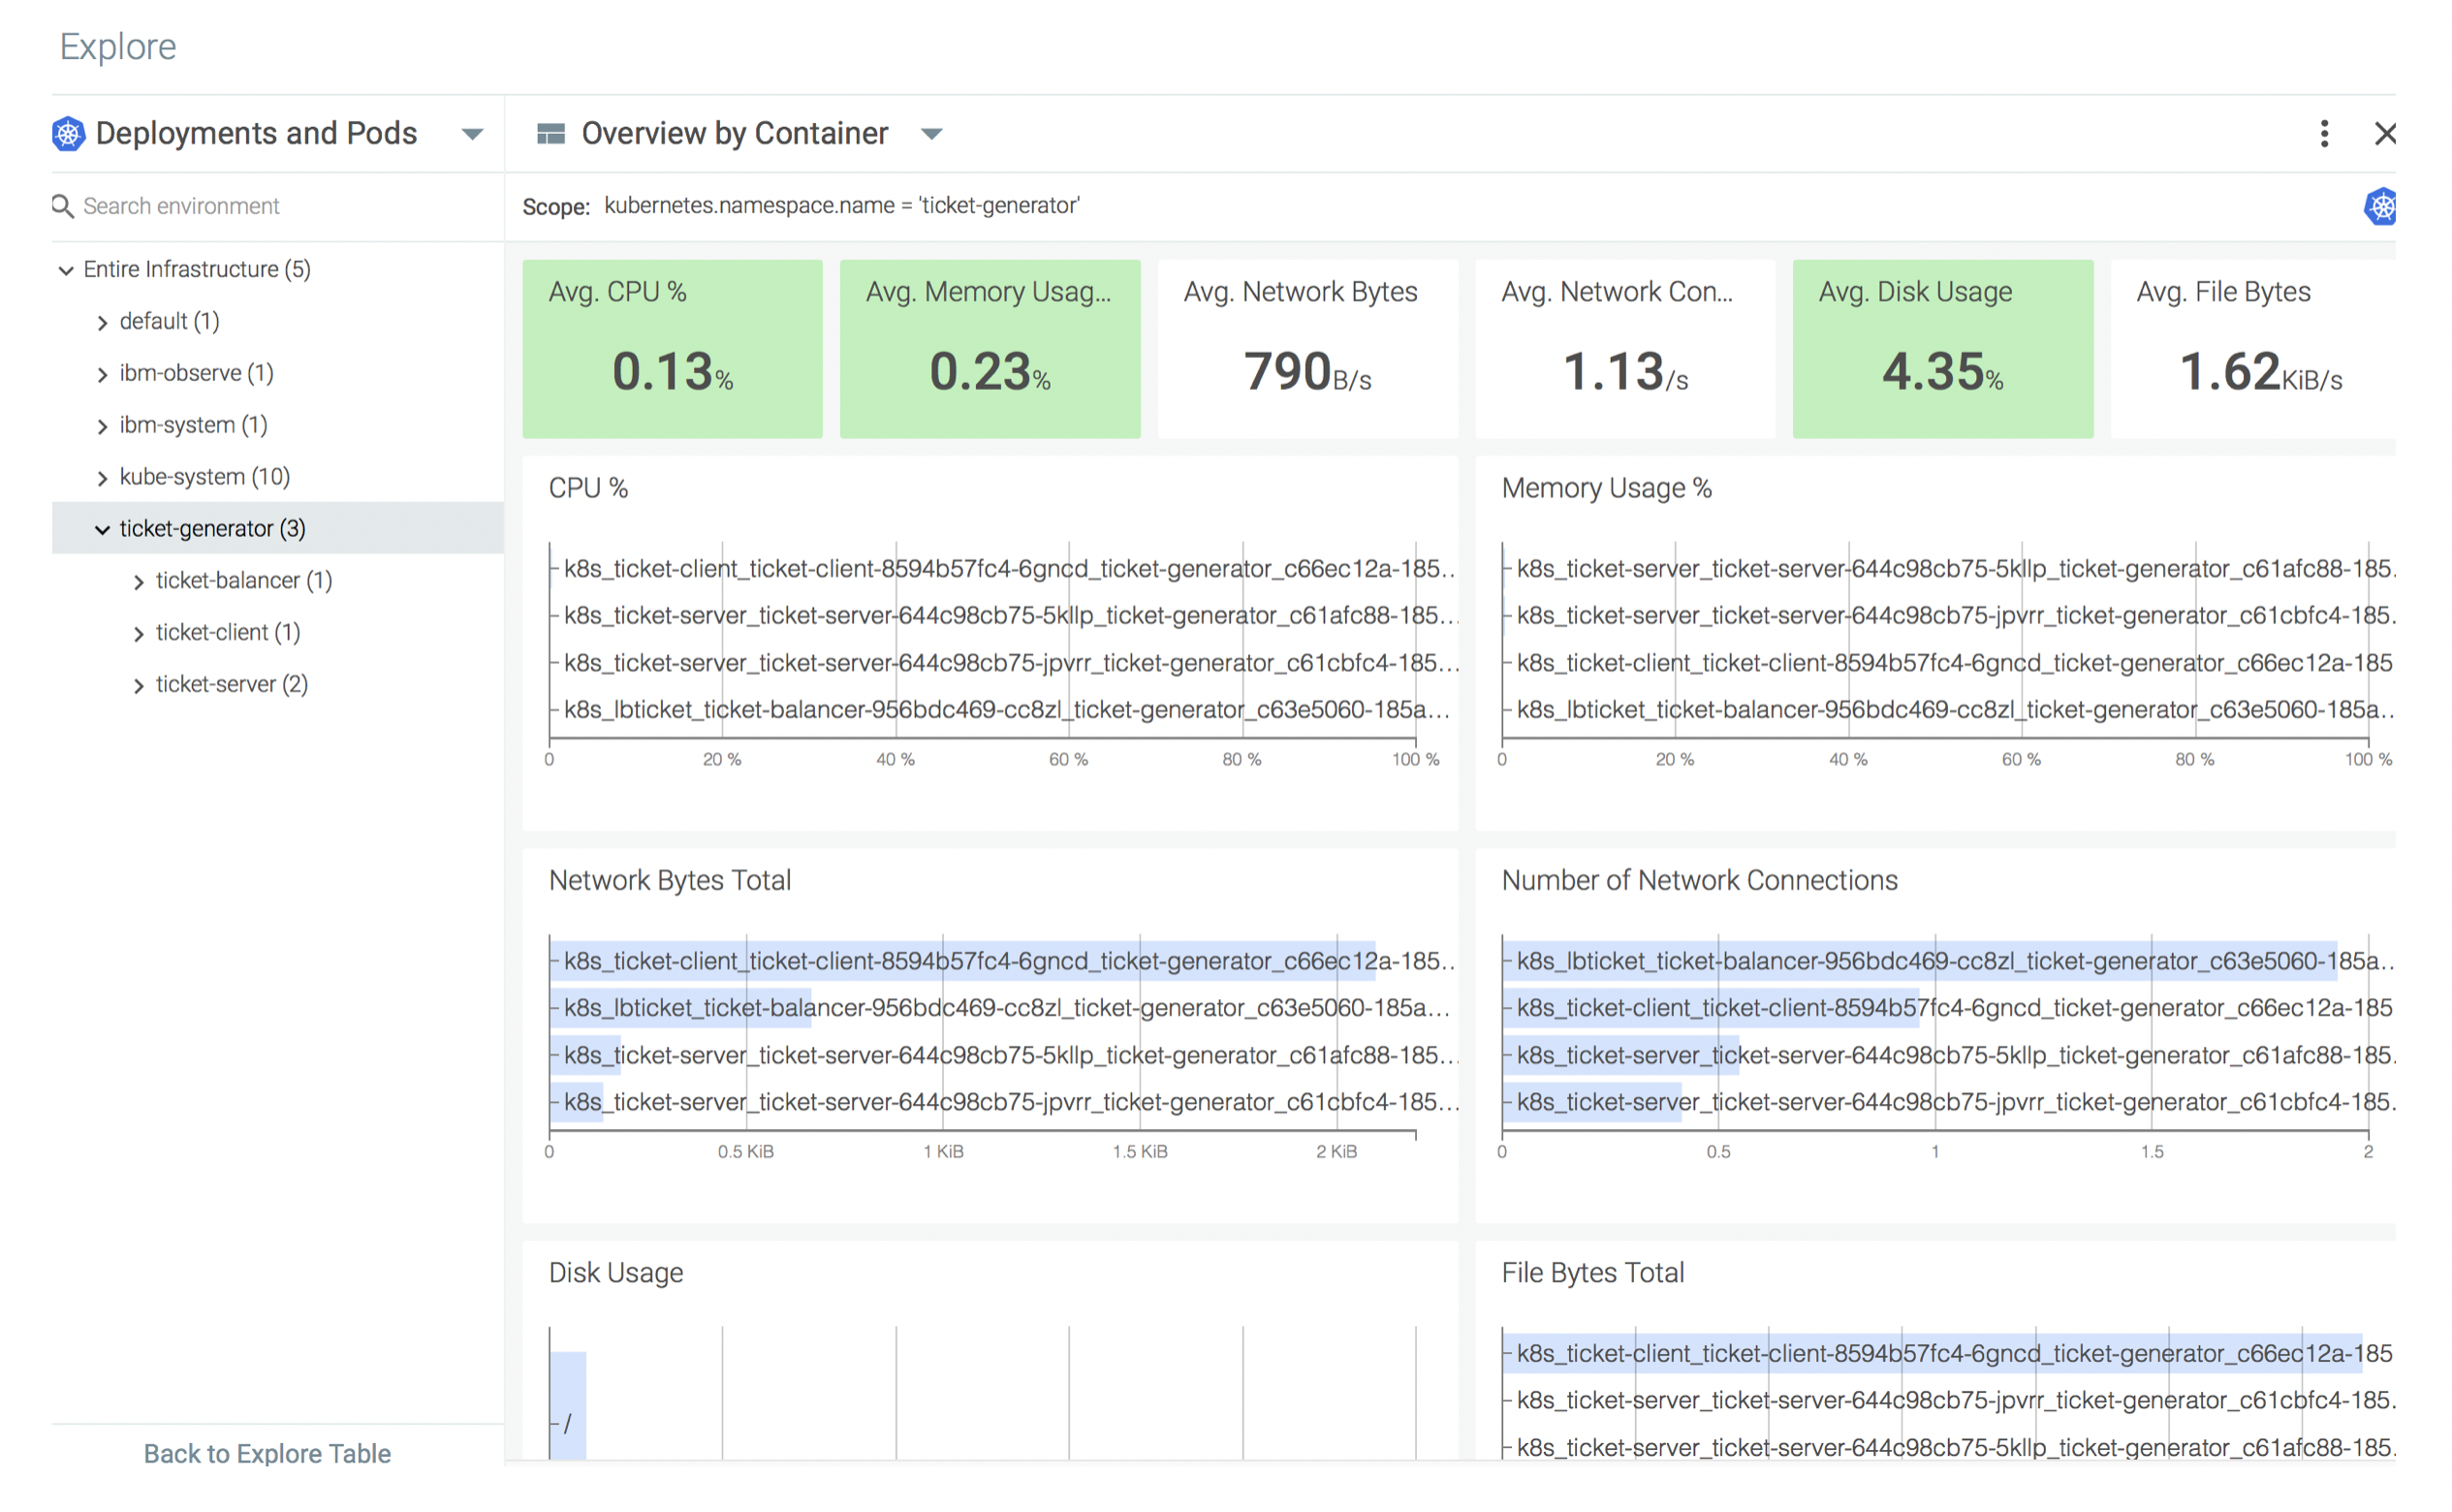 Explore
Deployments and Pods
Overview by Container
Search environment
Scope: kubernetes.namespace.name = 'ticket-generator'
Entire Infrastructure (5)
default (1)
ibm-observe (1)
ibm-system (1)
kube-system (10)
ticket-generator (3)
ticket-balancer (1)
ticket-client (1)
ticket-server (2)
Back to Explore Table
Avg. CPU %
0.13%
Avg. Memory Usag...
0.23%
Avg. Network Bytes
790B/s
Avg. Network Con...
1.13/s
Avg. Disk Usage
4.35%
Avg. File Bytes
1.62KiB/s
CPU %
k8s_ticket-client_ticket-client-8594b57fc4-6gncd_ticket-generator_c66ec12a-185..
k8s_ticket-server_ticket-server-644c98cb75-5kllp_ticket-generator_c61afc88-185...
k8s_ticket-server_ticket-server-644c98cb75-jpvrr_ticket-generator_c61cbfc4-185...
k8s_lbticket_ticket-balancer-956bdc469-cc8zl_ticket-generator_c63e5060-185a...
0 20 % 40 % 60 % 80 % 100 %
Memory Usage %
k8s_ticket-server_ticket-server-644c98cb75-5kllp_ticket-generator_c61afc88-185.
k8s_ticket-server_ticket-server-644c98cb75-jpvrr_ticket-generator_c61cbfc4-185.
k8s_ticket-client_ticket-client-8594b57fc4-6gncd_ticket-generator_c66ec12a-185
k8s_lbticket_ticket-balancer-956bdc469-cc8zl_ticket-generator_c63e5060-185a..
0 20 % 40 % 60 % 80 % 100 %
Network Bytes Total
k8s_ticket-client_ticket-client-8594b57fc4-6gncd_ticket-generator_c66ec12a-185..
k8s_lbticket_ticket-balancer-956bdc469-cc8zl_ticket-generator_c63e5060-185a...
k8s_ticket-server_ticket-server-644c98cb75-5kllp_ticket-generator_c61afc88-185...
k8s_ticket-server_ticket-server-644c98cb75-jpvrr_ticket-generator_c61cbfc4-185...
0 0.5 KiB 1 KiB 1.5 KiB 2 KiB
Number of Network Connections
k8s_lbticket_ticket-balancer-956bdc469-cc8zl_ticket-generator_c63e5060-185a..
k8s_ticket-client_ticket-client-8594b57fc4-6gncd_ticket-generator_c66ec12a-185
k8s_ticket-server_ticket-server-644c98cb75-5kllp_ticket-generator_c61afc88-185.
k8s_ticket-server_ticket-server-644c98cb75-jpvrr_ticket-generator_c61cbfc4-185.
0 0.5 1 1.5 2
Disk Usage
/
File Bytes Total
k8s_ticket-client_ticket-client-8594b57fc4-6gncd_ticket-generator_c66ec12a-185
k8s_ticket-server_ticket-server-644c98cb75-jpvrr_ticket-generator_c61cbfc4-185.
k8s_ticket-server_ticket-server-644c98cb75-5kllp_ticket-generator_c61afc88-185.